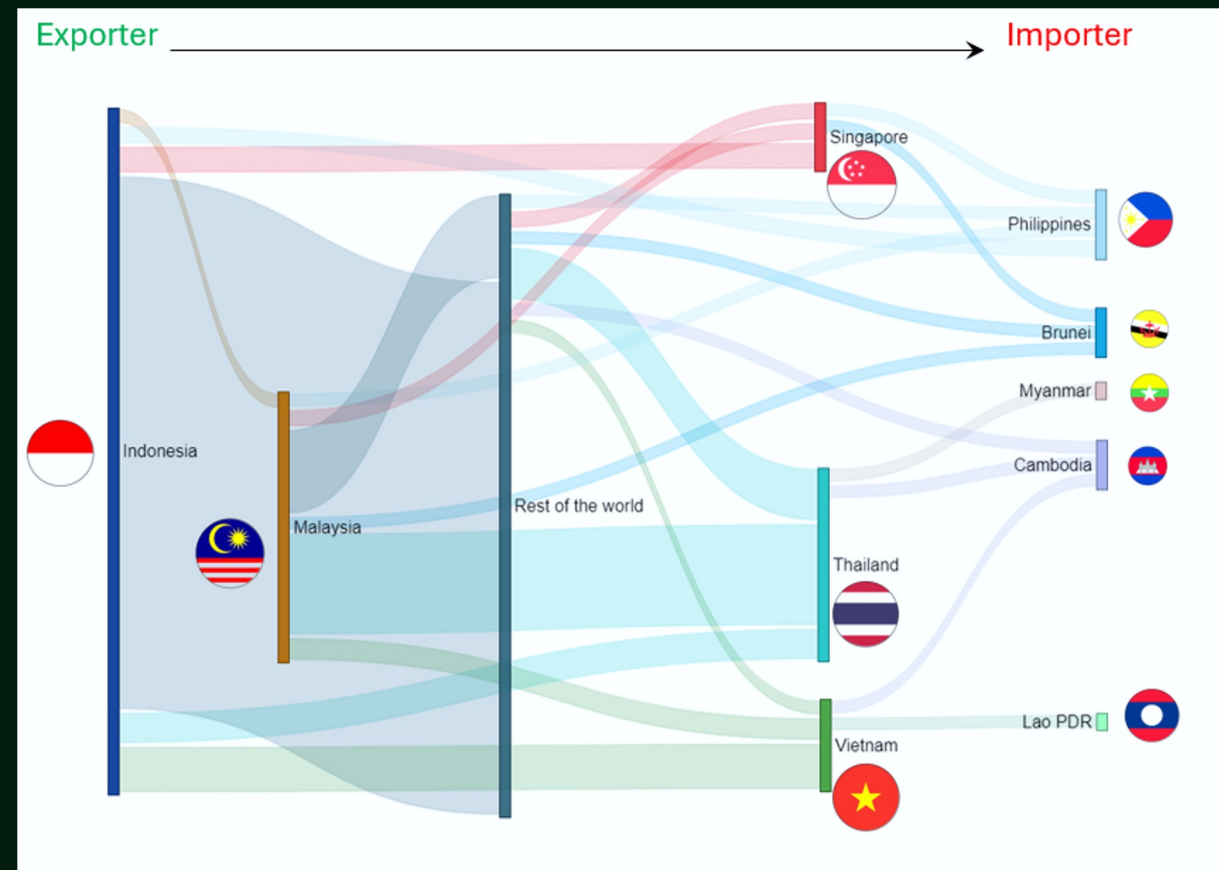 Exporter
Importer
Singapore
Philippines
Brunei
Myanmar
Indonesia
Cambodia
Rest of the world
Malaysia
Thailand
Lao PDR
Vietnam